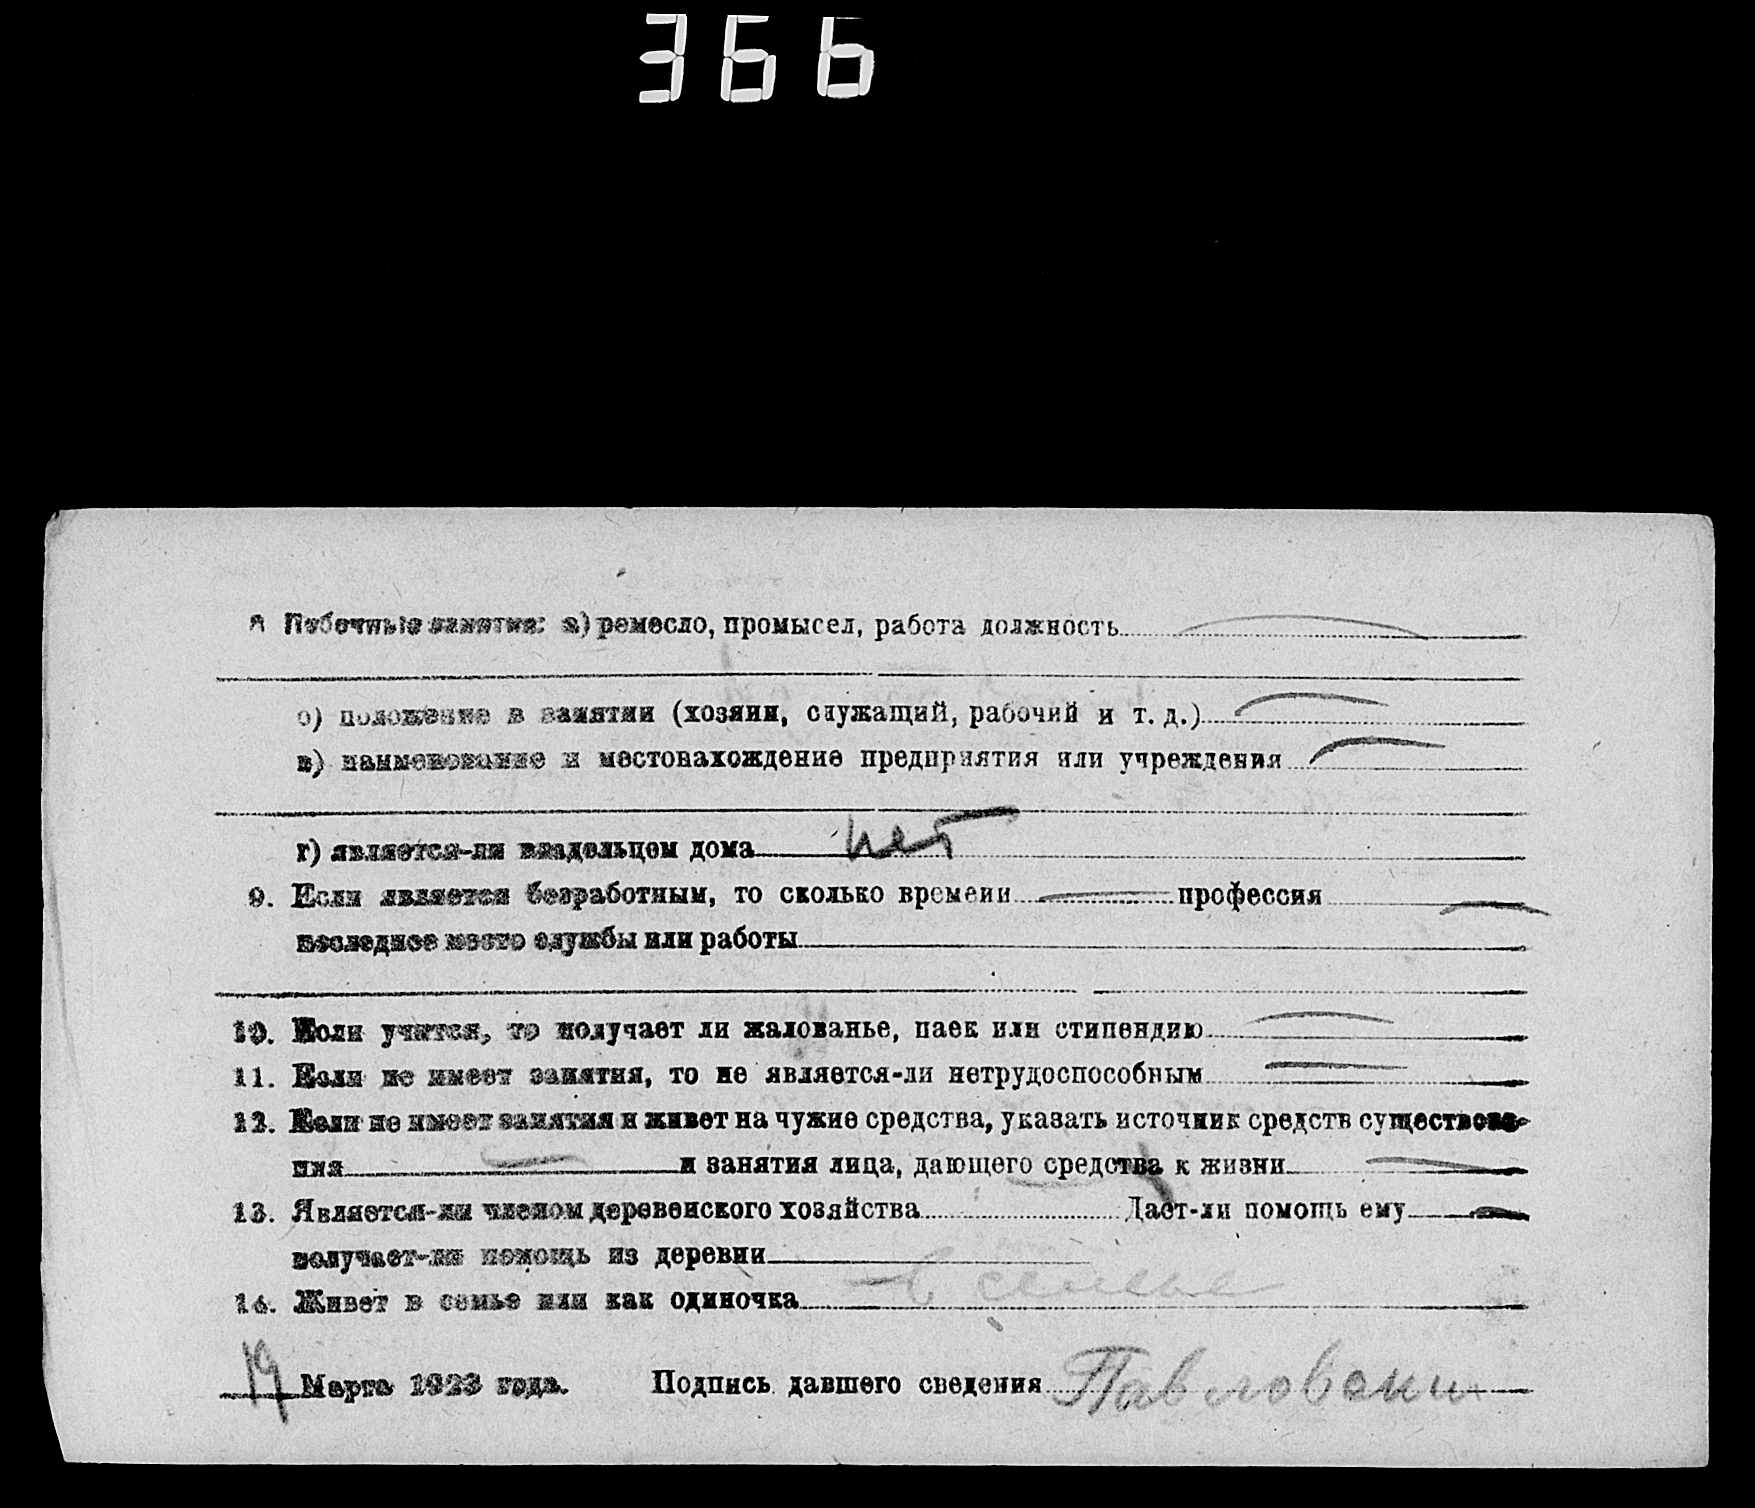 366
8 Побочные занятия: а) ремесло, промысел, работа должность
б) положение в занятии (хозяин, служащий, рабочий и т. д.)
в) наименование и местонахождение предприятия или учреждения
г) является-ли владельцем дома нет
9. Если является безработным, то сколько времени профессия
последнее место службы или работы
10. Если учится, то получает ли жалованье, паек или стипендию
11. Если не имеет занятия, то не является-ли нетрудоспособным
12. Если не имеет занятия и живет на чужие средства, указать источник средств существова-
ния и занятия лица, дающего средства к жизни
13. Является-ли членом деревенского хозяйства Дает-ли помощь ему
получает-ли помощь из деревни
14. Живет в семье или как одиночка в семье
19 Марта 1923 года. Подпись давшего сведения Павловский